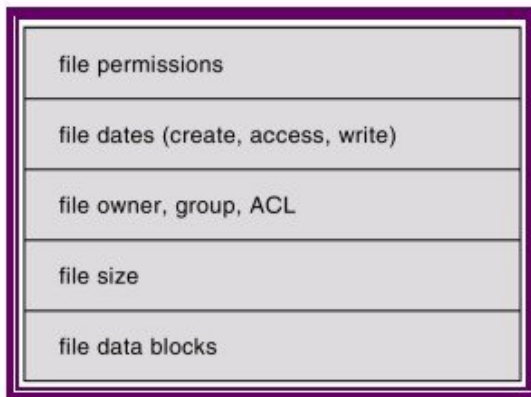 file permissions
file dates (create, access, write)
file owner, group, ACL
file size
file data blocks